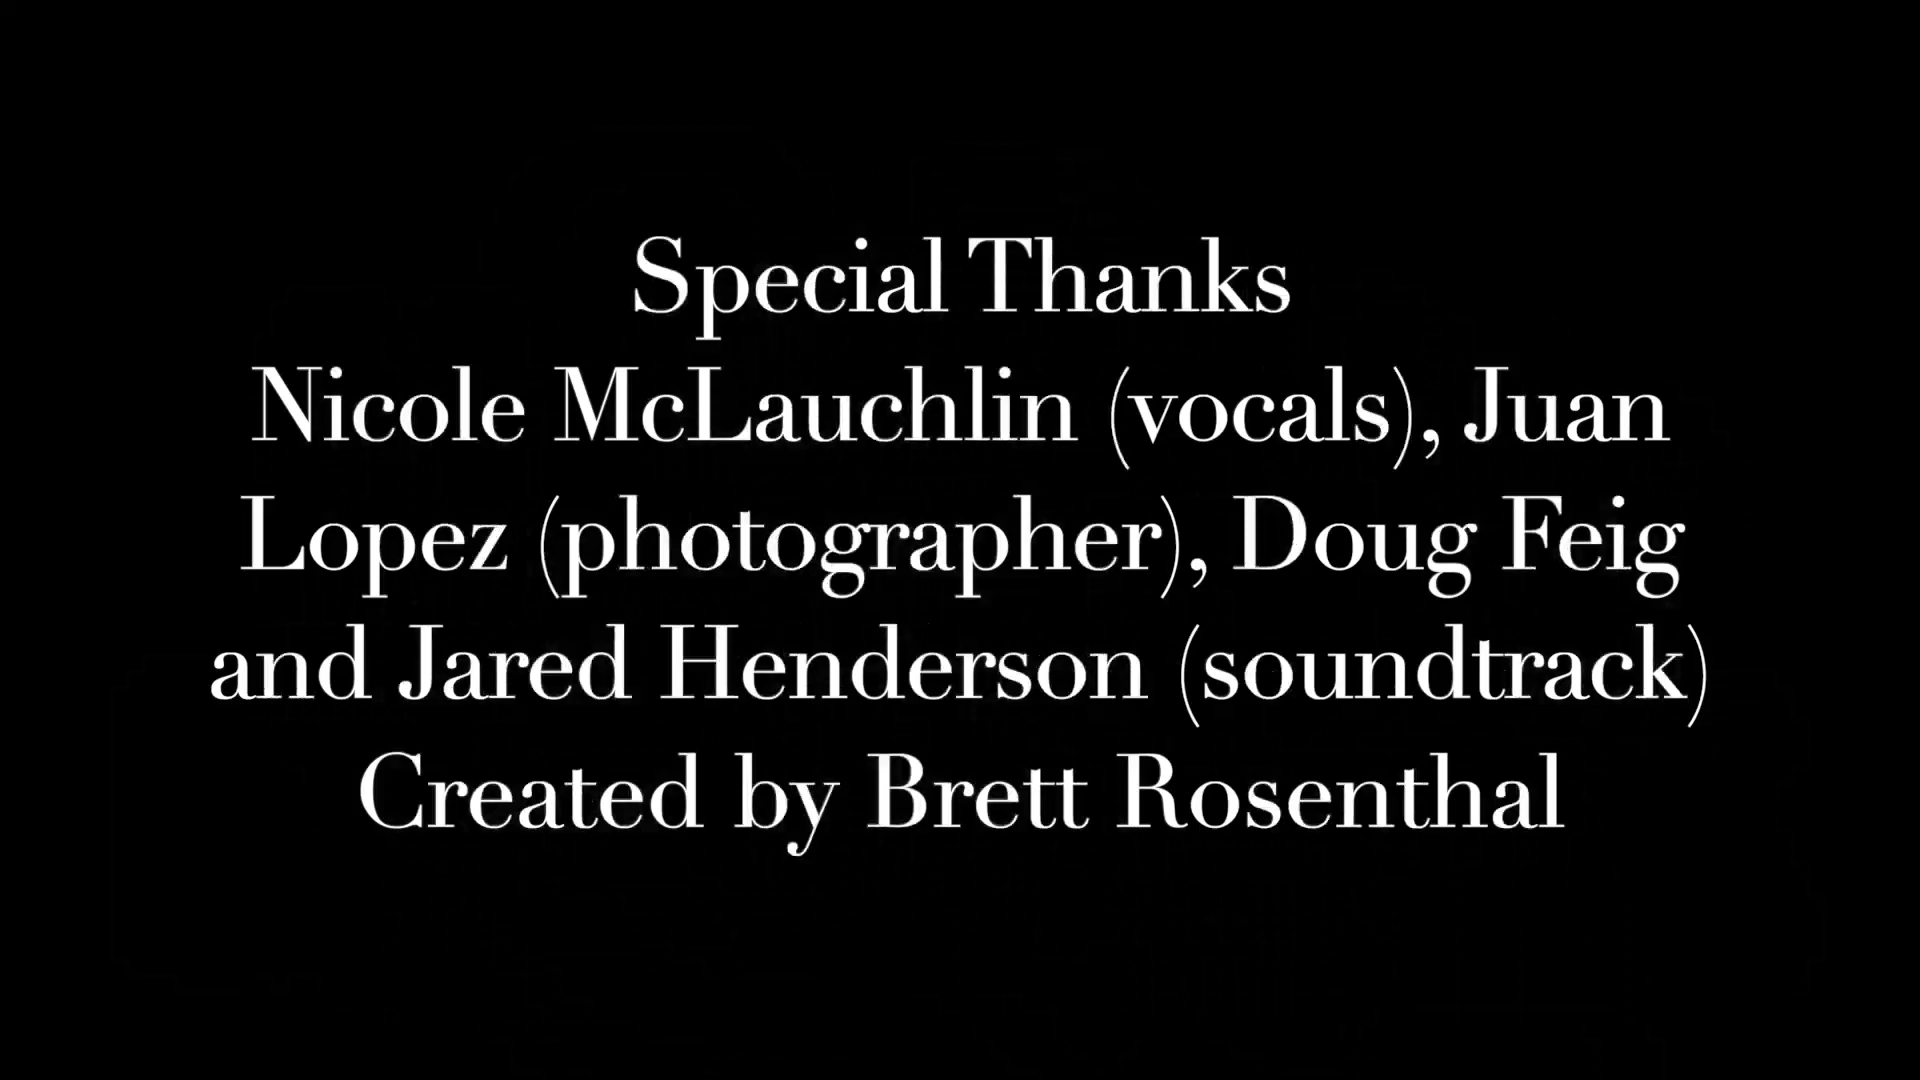 Special Thanks
Nicole McLauchlin (vocals), Juan
Lopez (photographer), Doug Feig
and Jared Henderson (soundtrack)
Created by Brett Rosenthal